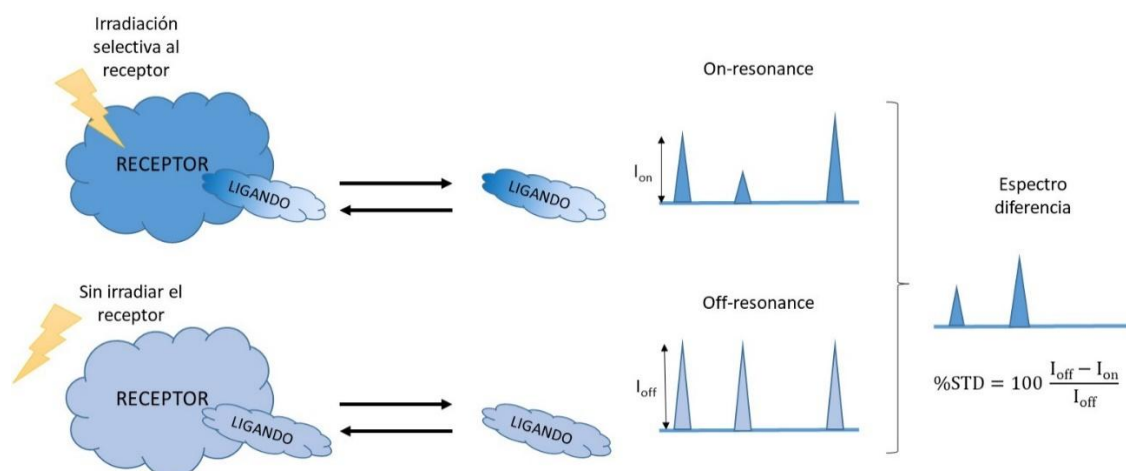 Irradiación
selectiva al
receptor
RECEPTOR
LIGANDO
LIGANDO
On-resonance
I_on
Sin irradiar el
receptor
RECEPTOR
LIGANDO
LIGANDO
Off-resonance
I_off
Espectro
diferencia
%STD = 100 (I_off − I_on) / I_off